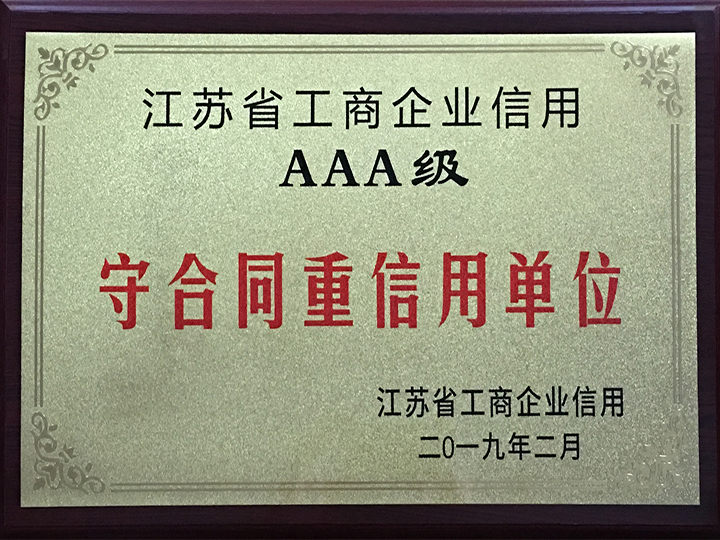 江苏省工商企业信用
AAA级
守合同重信用单位
江苏省工商企业信用
二0一九年二月